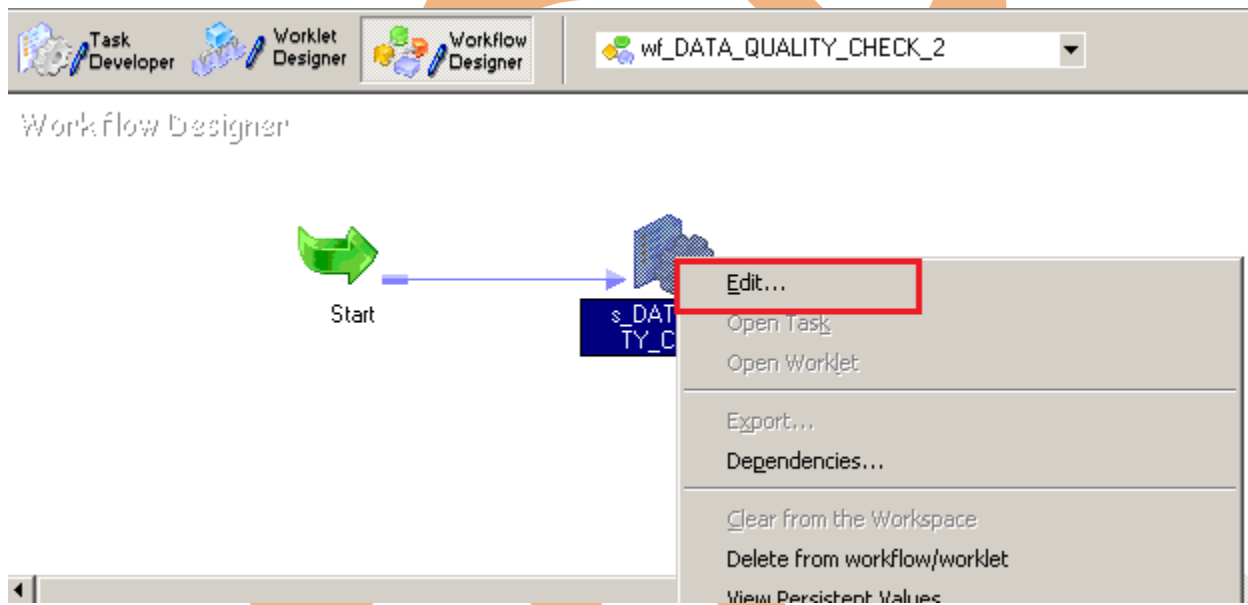 Task
Developer
Worklet
Designer
Workflow
Designer
wf_DATA_QUALITY_CHECK_2
Workflow Designer
Start
s_DAT
TY_C
Edit...
Open Task
Open Worklet
Export...
Dependencies...
Clear from the Workspace
Delete from workflow/worklet
View Persistent Values